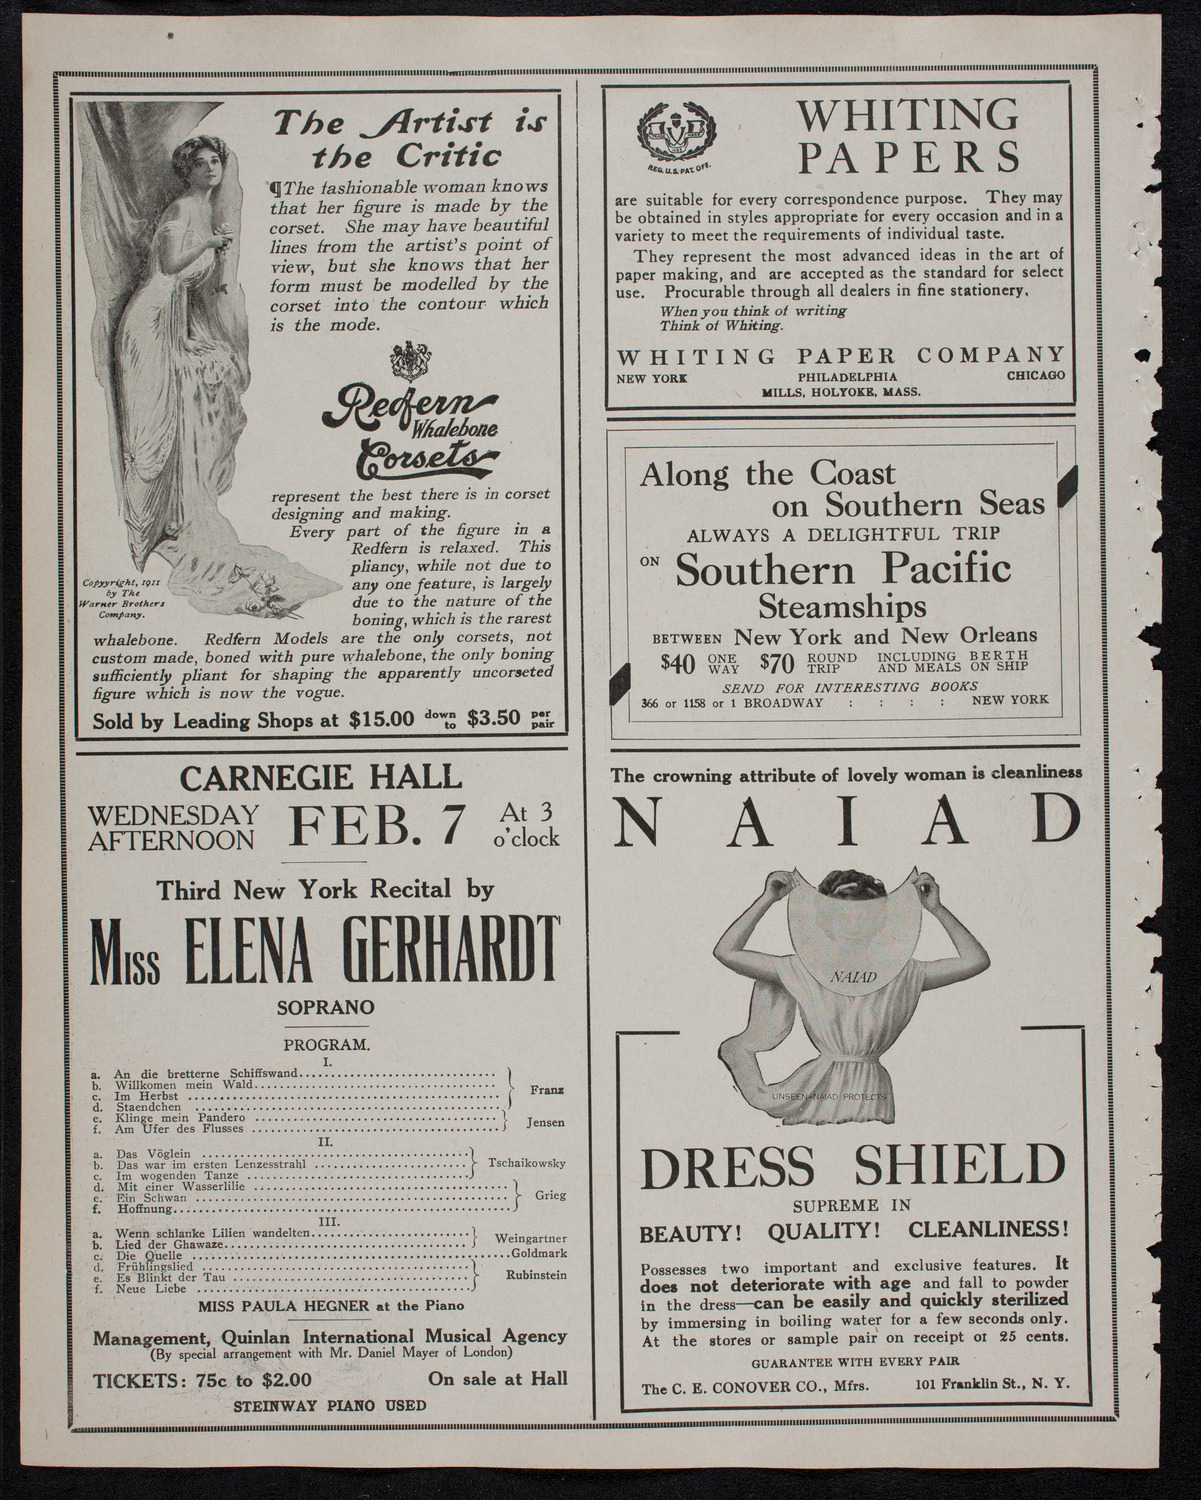 The Artist is
the Critic
¶The fashionable woman knows
that her figure is made by the
corset. She may have beautiful
lines from the artist's point of
view, but she knows that her
form must be modelled by the
corset into the contour which
is the mode.
Redfern
Whalebone
Corsets
represent the best there is in corset
designing and making.
Every part of the figure in a
Redfern is relaxed. This
pliancy, while not due to
any one feature, is largely
due to the nature of the
boning, which is the rarest
Copyright, 1911
by The
Warner Brothers
Company.
whalebone. Redfern Models are the only corsets, not
custom made, boned with pure whalebone, the only boning
sufficiently pliant for shaping the apparently uncorseted
figure which is now the vogue.
Sold by Leading Shops at $15.00 down to $3.50 per pair
CARNEGIE HALL
WEDNESDAY AFTERNOON FEB. 7 At 3 o'clock
Third New York Recital by
Miss ELENA GERHARDT
SOPRANO
PROGRAM.
I.
a. An die bretterne Schiffswand
b. Willkomen mein Wald
c. Im Herbst
d. Staendchen
Franz
e. Klinge mein Pandero
f. Am Ufer des Flusses
Jensen
II.
a. Das Vöglein
b. Das war im ersten Lenzesstrahl
c. Im wogenden Tanze
Tschaikowsky
d. Mit einer Wasserlilie
e. Ein Schwan
f. Hoffnung
Grieg
III.
a. Wenn schlanke Lilien wandelten
b. Lied der Ghawaze
Weingartner
c. Die Quelle Goldmark
d. Frühlingslied
e. Es Blinkt der Tau
f. Neue Liebe
Rubinstein
MISS PAULA HEGNER at the Piano
Management, Quinlan International Musical Agency
(By special arrangement with Mr. Daniel Mayer of London)
TICKETS: 75c to $2.00 On sale at Hall
STEINWAY PIANO USED
REG. U.S. PAT. OFF.
WHITING
PAPERS
are suitable for every correspondence purpose. They may
be obtained in styles appropriate for every occasion and in a
variety to meet the requirements of individual taste.
They represent the most advanced ideas in the art of
paper making, and are accepted as the standard for select
use. Procurable through all dealers in fine stationery.
When you think of writing
Think of Whiting.
WHITING PAPER COMPANY
NEW YORK PHILADELPHIA CHICAGO
MILLS, HOLYOKE, MASS.
Along the Coast
on Southern Seas
ALWAYS A DELIGHTFUL TRIP
ON Southern Pacific
Steamships
BETWEEN New York and New Orleans
$40 ONE WAY $70 ROUND TRIP INCLUDING BERTH AND MEALS ON SHIP
SEND FOR INTERESTING BOOKS
366 or 1158 or 1 BROADWAY : : : : NEW YORK
The crowning attribute of lovely woman is cleanliness
NAIAD
NAIAD
UNSEEN-NAIAD PROTECTS
DRESS SHIELD
SUPREME IN
BEAUTY! QUALITY! CLEANLINESS!
Possesses two important and exclusive features. It
does not deteriorate with age and fall to powder
in the dress—can be easily and quickly sterilized
by immersing in boiling water for a few seconds only.
At the stores or sample pair on receipt of 25 cents.
GUARANTEE WITH EVERY PAIR
The C. E. CONOVER CO., Mfrs. 101 Franklin St., N. Y.